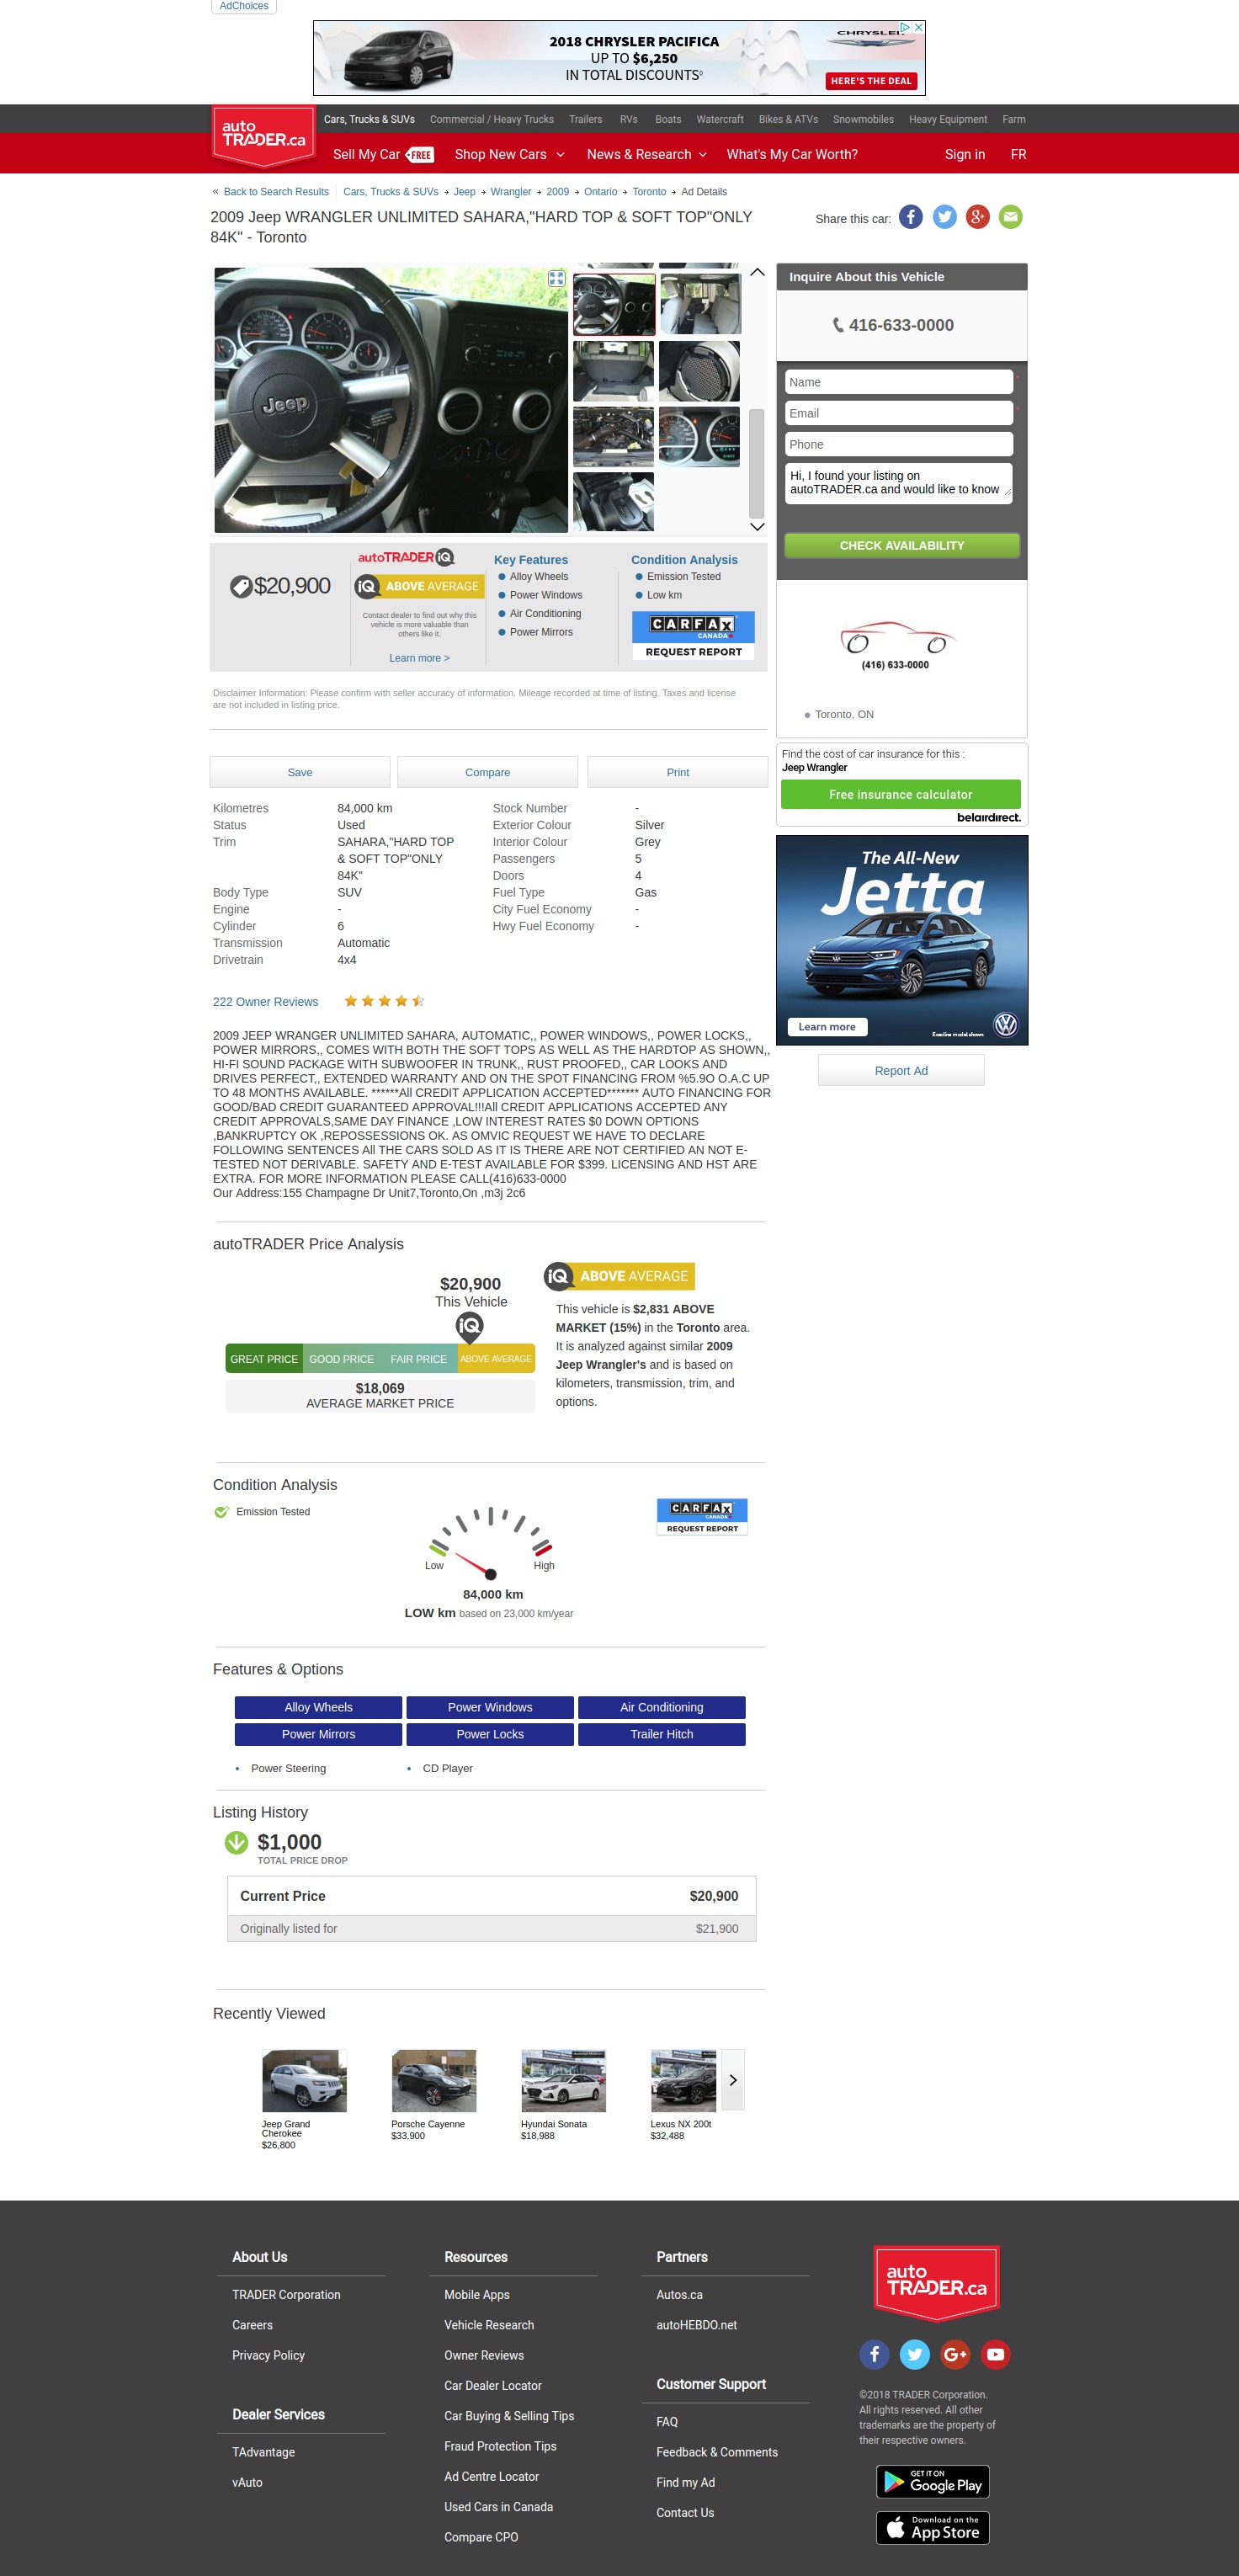 AdChoices
2018 CHRYSLER PACIFICA
UP TO $6,250
IN TOTAL DISCOUNTS◊
CHRYSLER
HERE'S THE DEAL
auto
TRADER.ca
Cars, Trucks & SUVs Commercial / Heavy Trucks Trailers RVs Boats Watercraft Bikes & ATVs Snowmobiles Heavy Equipment Farm
Sell My Car FREE Shop New Cars News & Research What's My Car Worth? Sign in FR
« Back to Search Results Cars, Trucks & SUVs Jeep Wrangler 2009 Ontario Toronto Ad Details
2009 Jeep WRANGLER UNLIMITED SAHARA,"HARD TOP & SOFT TOP"ONLY
84K" - Toronto
Share this car:
Jeep
Inquire About this Vehicle
416-633-0000
Name *
Email *
Phone
Hi, I found your listing on
autoTRADER.ca and would like to know
CHECK AVAILABILITY
(416) 633-0000
Toronto, ON
$20,900
autoTRADER iQ
iQ ABOVE AVERAGE
Contact dealer to find out why this
vehicle is more valuable than
others like it.
Learn more >
Key Features
Alloy Wheels
Power Windows
Air Conditioning
Power Mirrors
Condition Analysis
Emission Tested
Low km
CARFAX
CANADA
REQUEST REPORT
Disclaimer Information: Please confirm with seller accuracy of information. Mileage recorded at time of listing. Taxes and license
are not included in listing price.
Find the cost of car insurance for this :
Jeep Wrangler
Free insurance calculator
belairdirect.
Save Compare Print
Kilometres 84,000 km Stock Number -
Status Used Exterior Colour Silver
Trim SAHARA,"HARD TOP Interior Colour Grey
& SOFT TOP"ONLY Passengers 5
84K" Doors 4
Body Type SUV Fuel Type Gas
Engine - City Fuel Economy -
Cylinder 6 Hwy Fuel Economy -
Transmission Automatic
Drivetrain 4x4
The All-New
Jetta
Learn more
Execline model shown
222 Owner Reviews
Report Ad
2009 JEEP WRANGER UNLIMITED SAHARA, AUTOMATIC,, POWER WINDOWS,, POWER LOCKS,,
POWER MIRRORS,, COMES WITH BOTH THE SOFT TOPS AS WELL AS THE HARDTOP AS SHOWN,,
HI-FI SOUND PACKAGE WITH SUBWOOFER IN TRUNK,, RUST PROOFED,, CAR LOOKS AND
DRIVES PERFECT,, EXTENDED WARRANTY AND ON THE SPOT FINANCING FROM %5.9O O.A.C UP
TO 48 MONTHS AVAILABLE. ******All CREDIT APPLICATION ACCEPTED******* AUTO FINANCING FOR
GOOD/BAD CREDIT GUARANTEED APPROVAL!!!All CREDIT APPLICATIONS ACCEPTED ANY
CREDIT APPROVALS,SAME DAY FINANCE ,LOW INTEREST RATES $0 DOWN OPTIONS
,BANKRUPTCY OK ,REPOSSESSIONS OK. AS OMVIC REQUEST WE HAVE TO DECLARE
FOLLOWING SENTENCES All THE CARS SOLD AS IT IS THERE ARE NOT CERTIFIED AN NOT E-
TESTED NOT DERIVABLE. SAFETY AND E-TEST AVAILABLE FOR $399. LICENSING AND HST ARE
EXTRA. FOR MORE INFORMATION PLEASE CALL(416)633-0000
Our Address:155 Champagne Dr Unit7,Toronto,On ,m3j 2c6
autoTRADER Price Analysis
$20,900
This Vehicle
iQ
GREAT PRICE GOOD PRICE FAIR PRICE ABOVE AVERAGE
$18,069
AVERAGE MARKET PRICE
iQ ABOVE AVERAGE
This vehicle is $2,831 ABOVE
MARKET (15%) in the Toronto area.
It is analyzed against similar 2009
Jeep Wrangler's and is based on
kilometers, transmission, trim, and
options.
Condition Analysis
Emission Tested
Low High
84,000 km
LOW km based on 23,000 km/year
CARFAX
CANADA
REQUEST REPORT
Features & Options
Alloy Wheels Power Windows Air Conditioning
Power Mirrors Power Locks Trailer Hitch
Power Steering CD Player
Listing History
$1,000
TOTAL PRICE DROP
Current Price $20,900
Originally listed for $21,900
Recently Viewed
Jeep Grand
Cherokee
$26,800
Porsche Cayenne
$33,900
Hyundai Sonata
$18,988
Lexus NX 200t
$32,488
About Us
TRADER Corporation
Careers
Privacy Policy
Dealer Services
TAdvantage
vAuto
Resources
Mobile Apps
Vehicle Research
Owner Reviews
Car Dealer Locator
Car Buying & Selling Tips
Fraud Protection Tips
Ad Centre Locator
Used Cars in Canada
Compare CPO
Partners
Autos.ca
autoHEBDO.net
Customer Support
FAQ
Feedback & Comments
Find my Ad
Contact Us
auto
TRADER.ca
©2018 TRADER Corporation.
All rights reserved. All other
trademarks are the property of
their respective owners.
GET IT ON
Google Play
Download on the
App Store